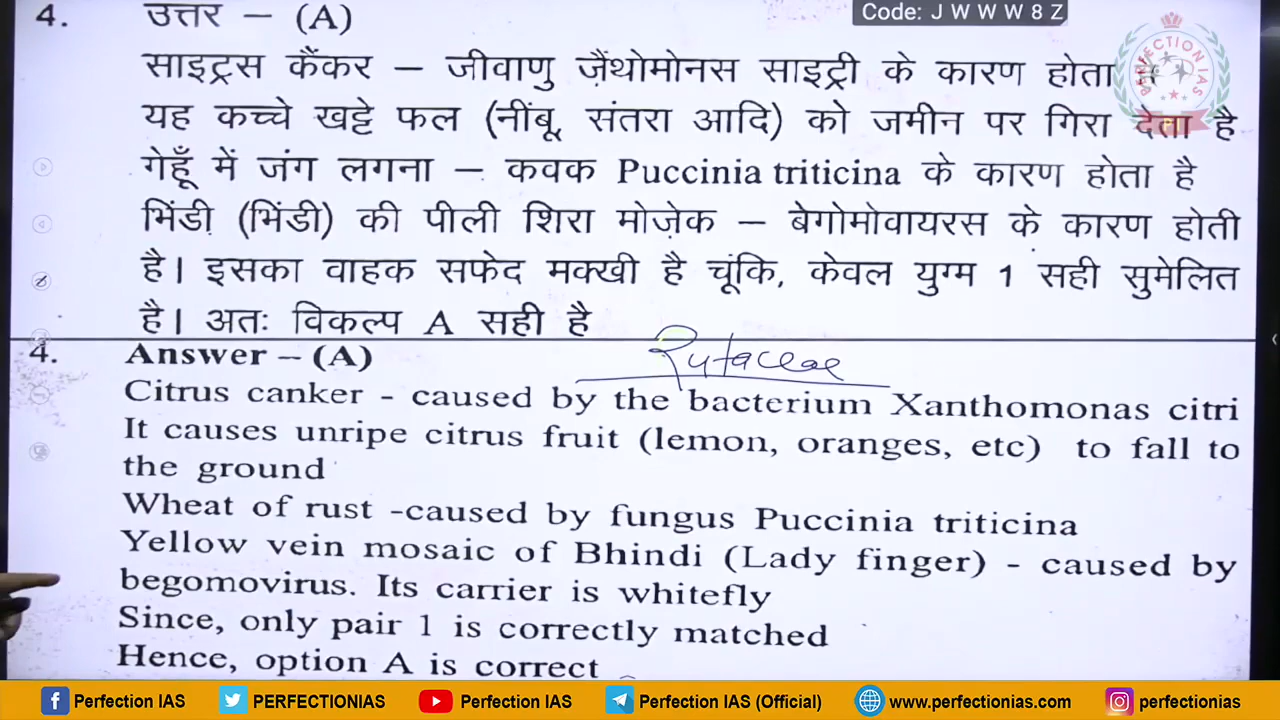 Code: J W W W 8 Z
PERFECTION IAS
4. उत्तर – (A)
साइट्रस कैंकर – जीवाणु ज़ैंथोमोनस साइट्री के कारण होता
यह कच्चे खट्टे फल (नींबू, संतरा आदि) को जमीन पर गिरा देता है
गेहूँ में जंग लगना – कवक Puccinia triticina के कारण होता है
भिंडी़ (भिंडी) की पीली शिरा मोज़ेक – बेगोमोवायरस के कारण होती
है। इसका वाहक सफेद मक्खी है चूंकि, केवल युग्म 1 सही सुमेलित
है। अतः विकल्प A सही है
Rutaceae
4. Answer – (A)
Citrus canker - caused by the bacterium Xanthomonas citri
It causes unripe citrus fruit (lemon, oranges, etc) to fall to
the ground
Wheat of rust -caused by fungus Puccinia triticina
Yellow vein mosaic of Bhindi (Lady finger) - caused by
begomovirus. Its carrier is whitefly
Since, only pair 1 is correctly matched
Hence, option A is correct
Perfection IAS PERFECTIONIAS Perfection IAS Perfection IAS (Official) www.perfectionias.com perfectionias